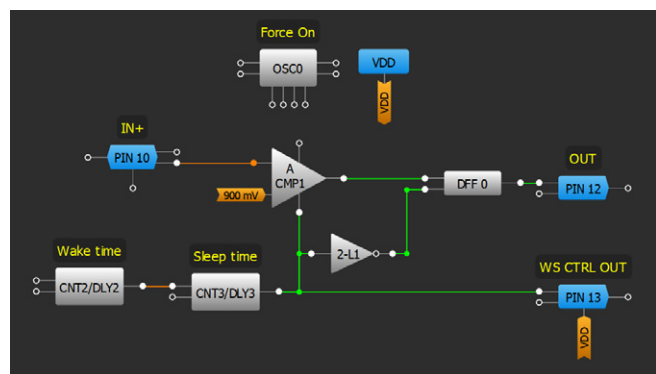 Force On
OSC0
VDD
VDD
IN+
PIN 10
A
CMP1
900 mV
DFF 0
OUT
PIN 12
2-L1
Wake time
CNT2/DLY2
Sleep time
CNT3/DLY3
WS CTRL OUT
PIN 13
VDD